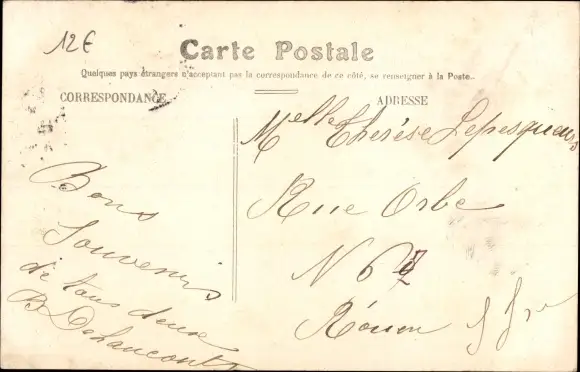 12€
Carte Postale
Quelques pays étrangers n'acceptant pas la correspondance de ce côté, se renseigner à la Poste.
CORRESPONDANCE
ADRESSE
Bons
Souvenirs
de tous deux
Melle Thérèse
Rue Orbe
N 67
Rouen